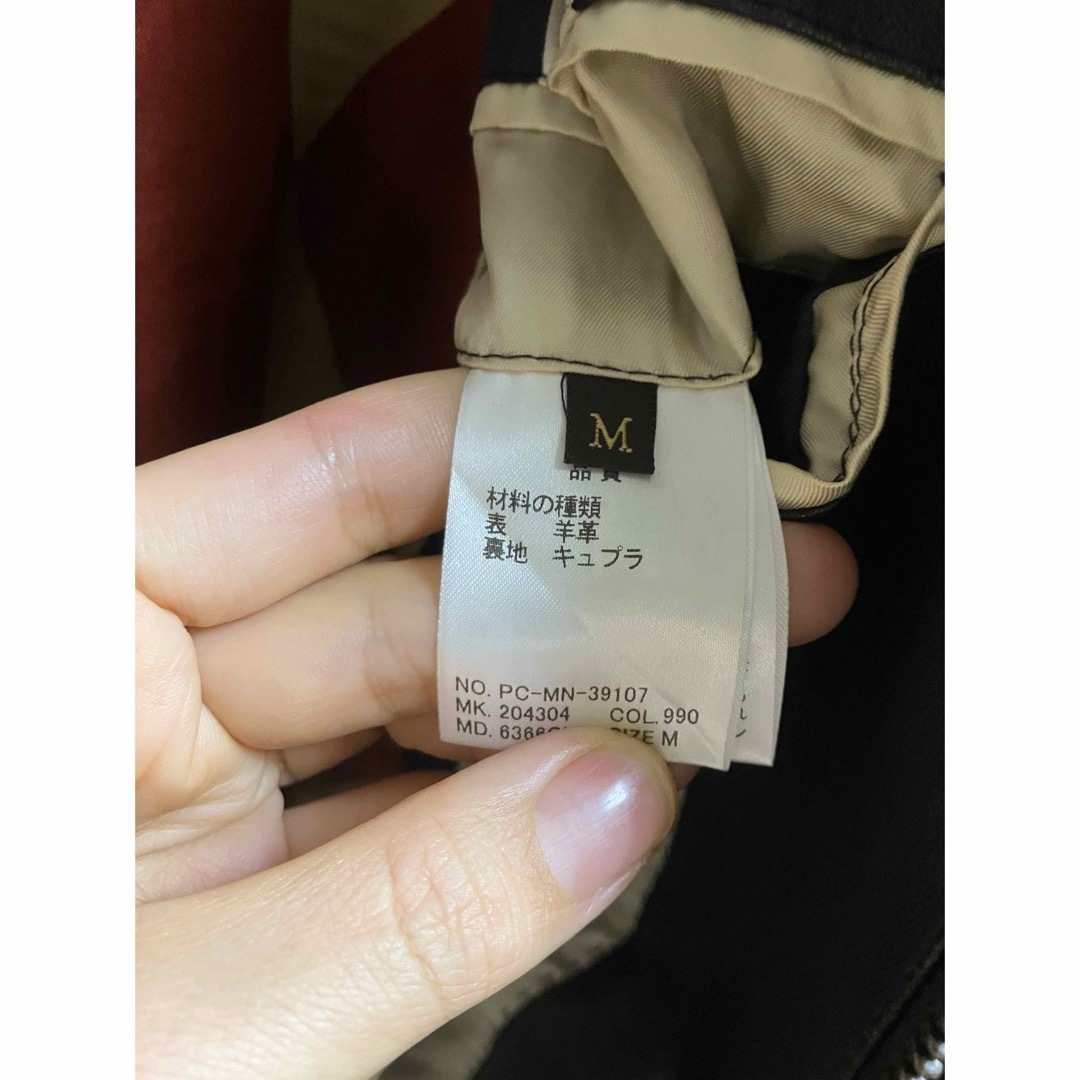 M
品質
材料の種類
表 羊革
裏地 キュプラ
NO. PC-MN-39107
MK. 204304 COL. 990
MD. SIZE M